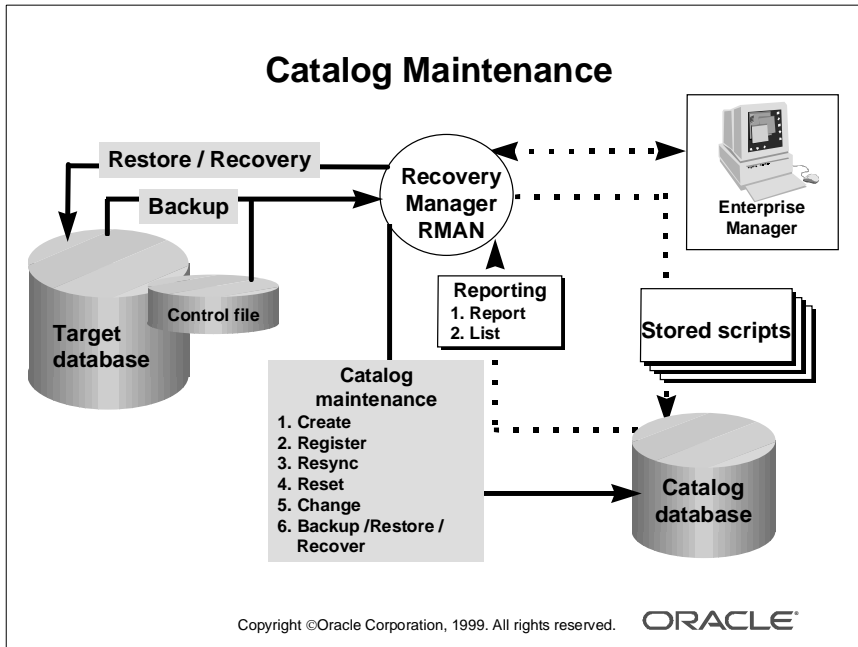 Catalog Maintenance
Restore / Recovery
Backup
Recovery
Manager
RMAN
Enterprise
Manager
Target
database
Control file
Reporting
1. Report
2. List
Stored scripts
Catalog
maintenance
1. Create
2. Register
3. Resync
4. Reset
5. Change
6. Backup /Restore /
Recover
Catalog
database
Copyright ©Oracle Corporation, 1999. All rights reserved.
ORACLE®